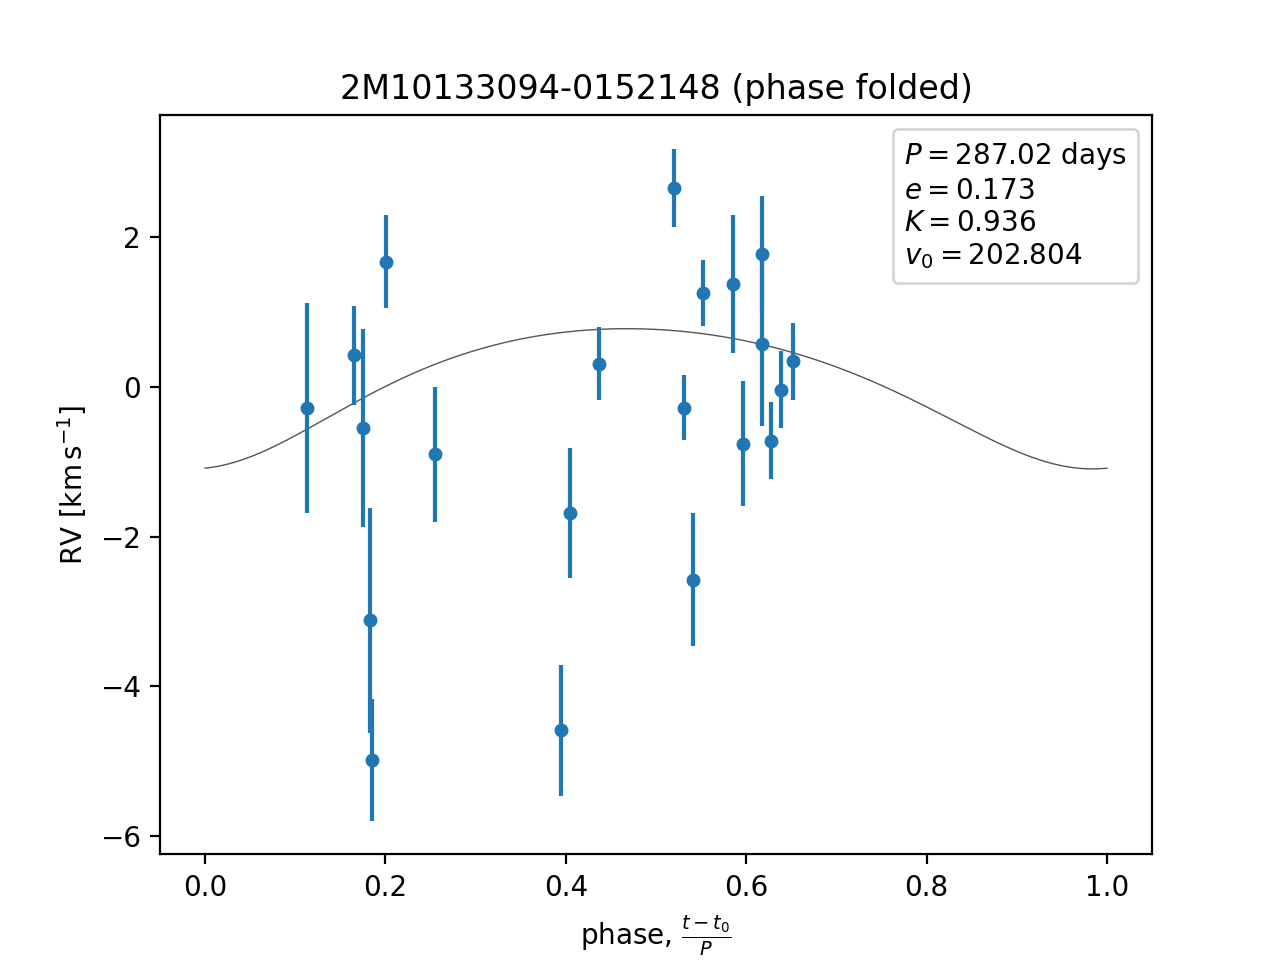 2M10133094-0152148 (phase folded)
P = 287.02 days
e = 0.173
K = 0.936
v₀ = 202.804
2
0
−2
−4
−6
RV [km s⁻¹]
0.0 0.2 0.4 0.6 0.8 1.0
phase, (t − t₀)/P